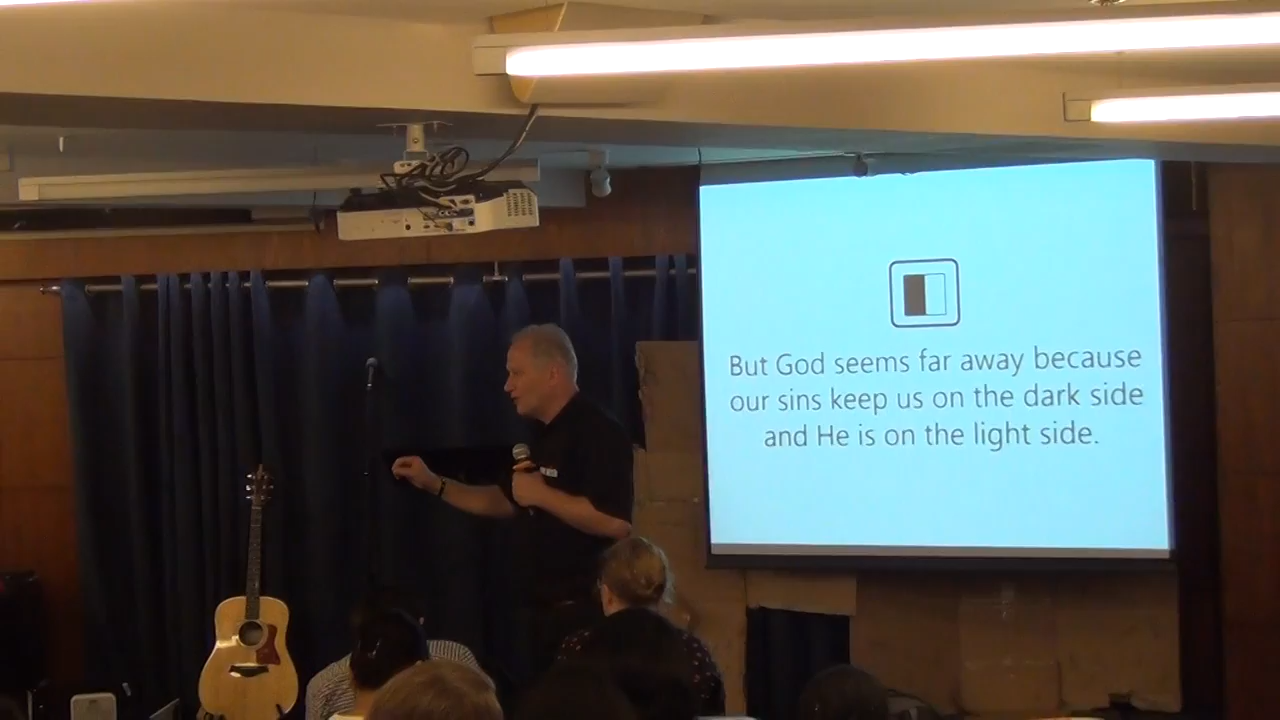 But God seems far away because
our sins keep us on the dark side
and He is on the light side.